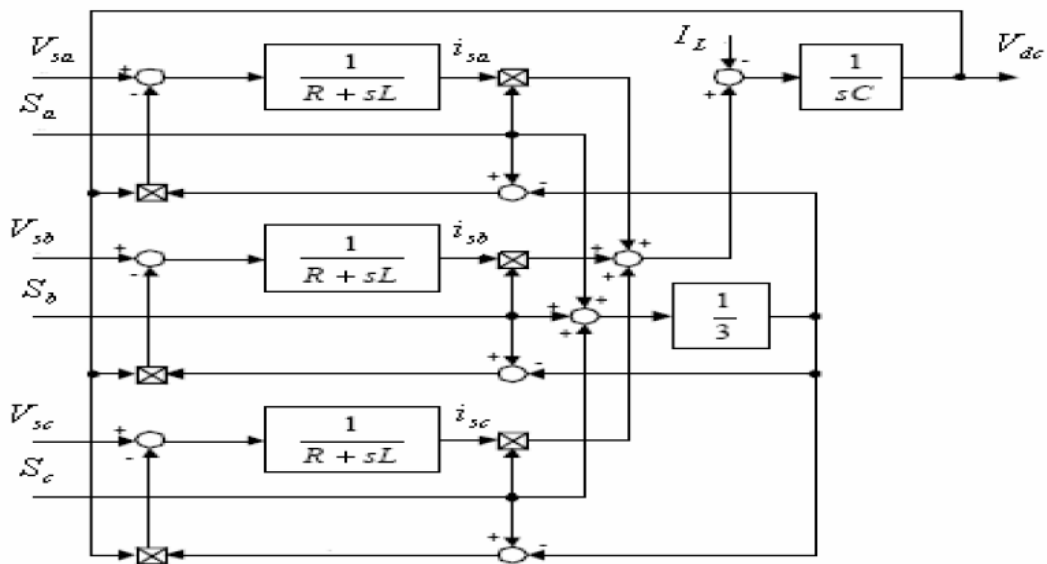 V_sa
+
-
1
R + sL
i_sa
I_L
-
+
1
sC
V_dc
S_a
+
-
V_sb
+
-
1
R + sL
i_sb
+
+
+
S_b
+
+
+
1
3
+
-
V_sc
+
-
1
R + sL
i_sc
S_c
+
-